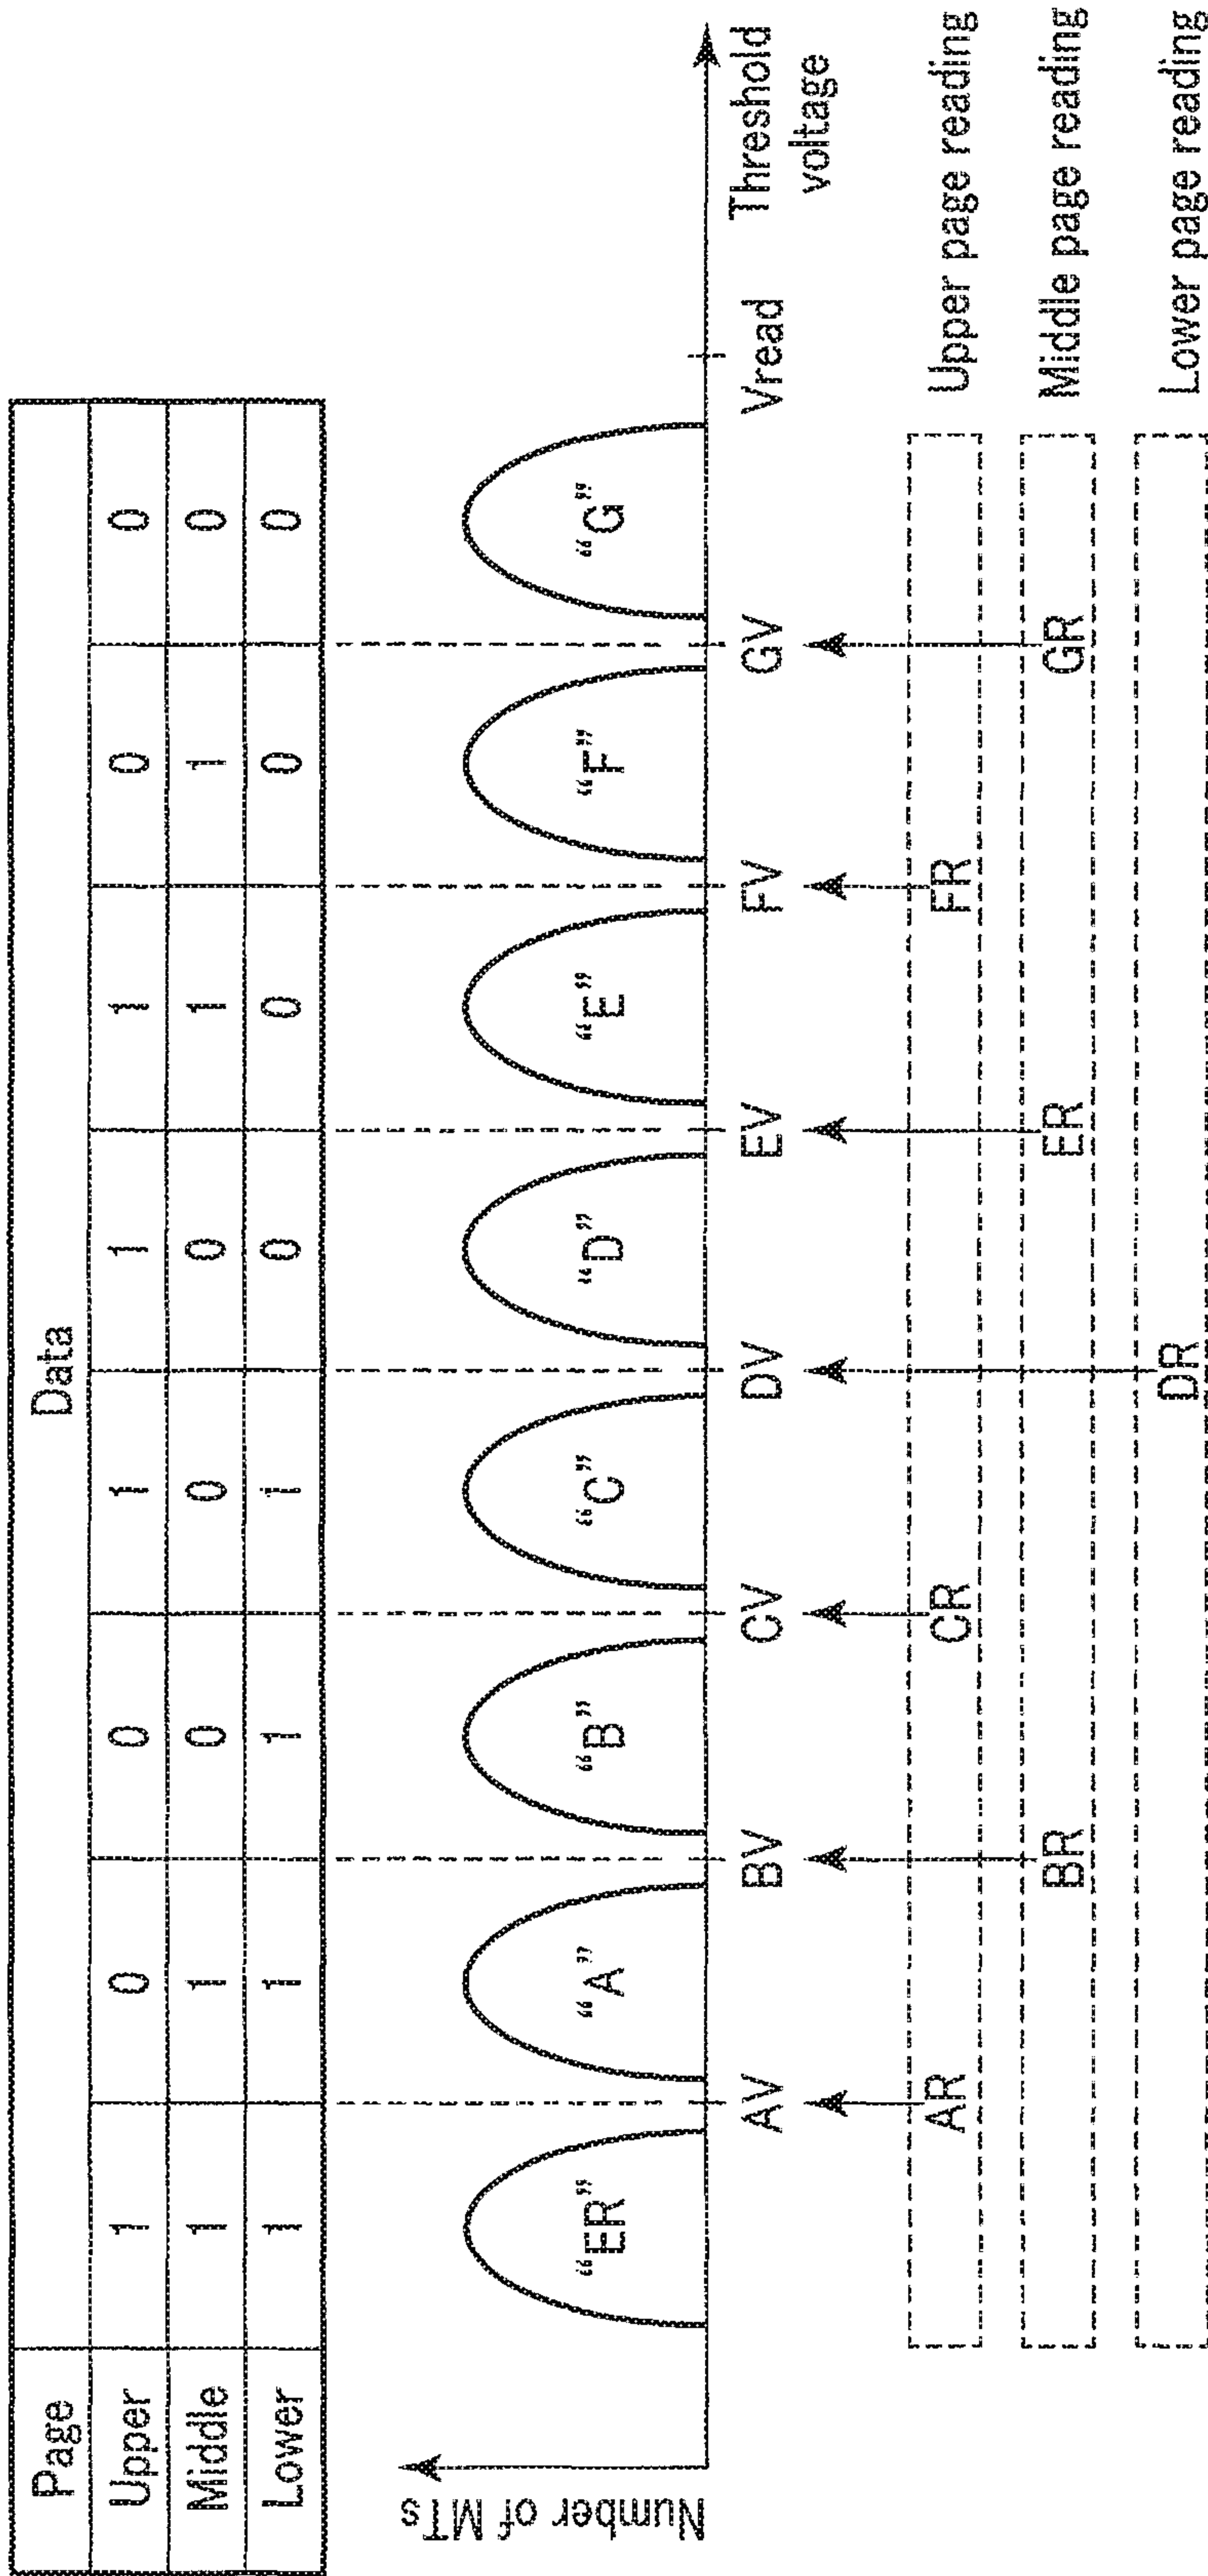 Page Data
Upper 1 0 0 1 1 1 0 0
Middle 1 1 0 0 0 1 1 0
Lower 1 1 1 1 0 0 0 0
Number of MTs
“ER” “A” “B” “C” “D” “E” “F” “G”
AV BV CV DV EV FV GV Vread Threshold
voltage
AR CR FR Upper page reading
BR ER GR Middle page reading
DR Lower page reading